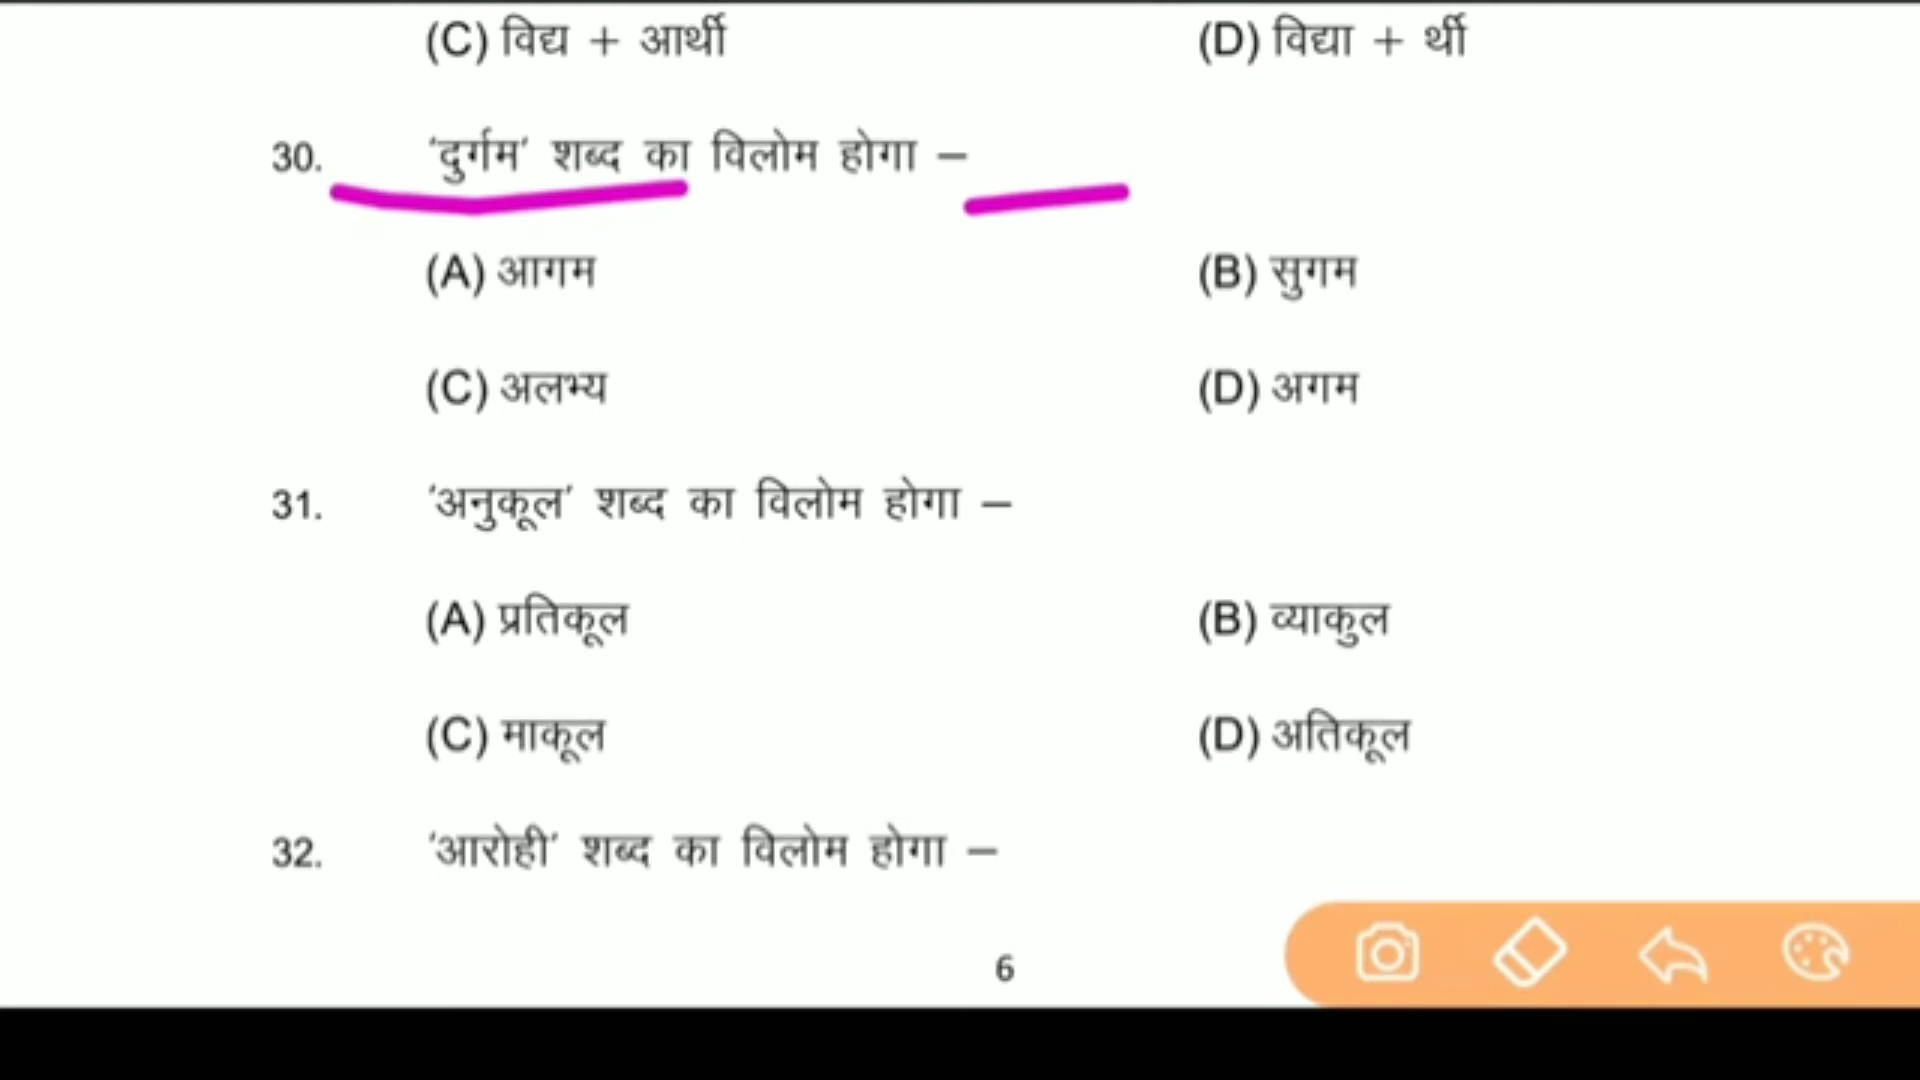 (C) विद्य + आर्थी (D) विद्या + र्थी
30. 'दुर्गम' शब्द का विलोम होगा –
(A) आगम (B) सुगम
(C) अलभ्य (D) अगम
31. 'अनुकूल' शब्द का विलोम होगा –
(A) प्रतिकूल (B) व्याकुल
(C) माकूल (D) अतिकूल
32. 'आरोही' शब्द का विलोम होगा –
6